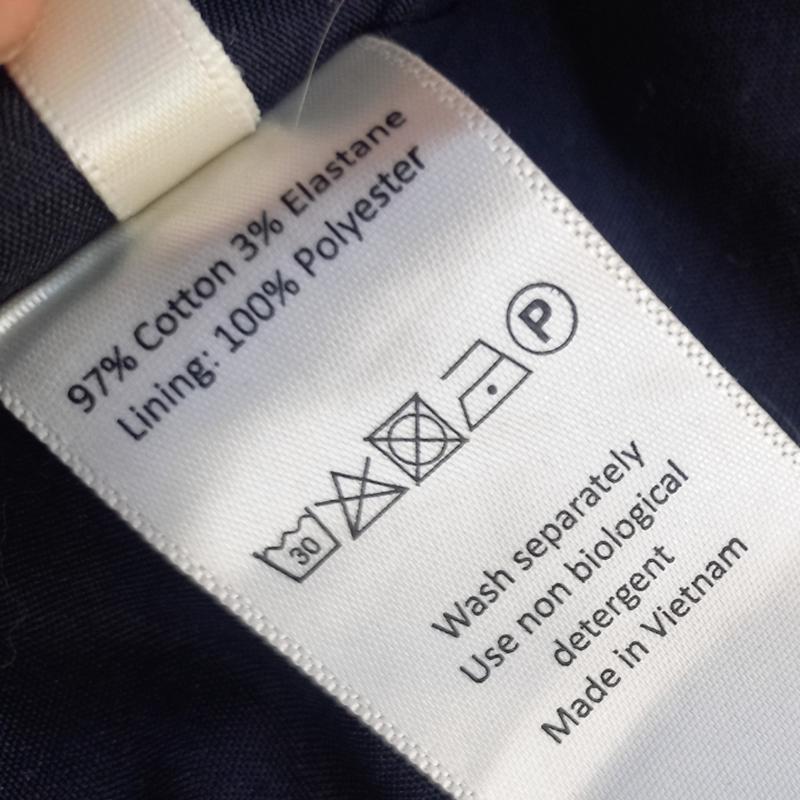 97% Cotton 3% Elastane
Lining: 100% Polyester
30 P
Wash separately
Use non biological
detergent
Made in Vietnam